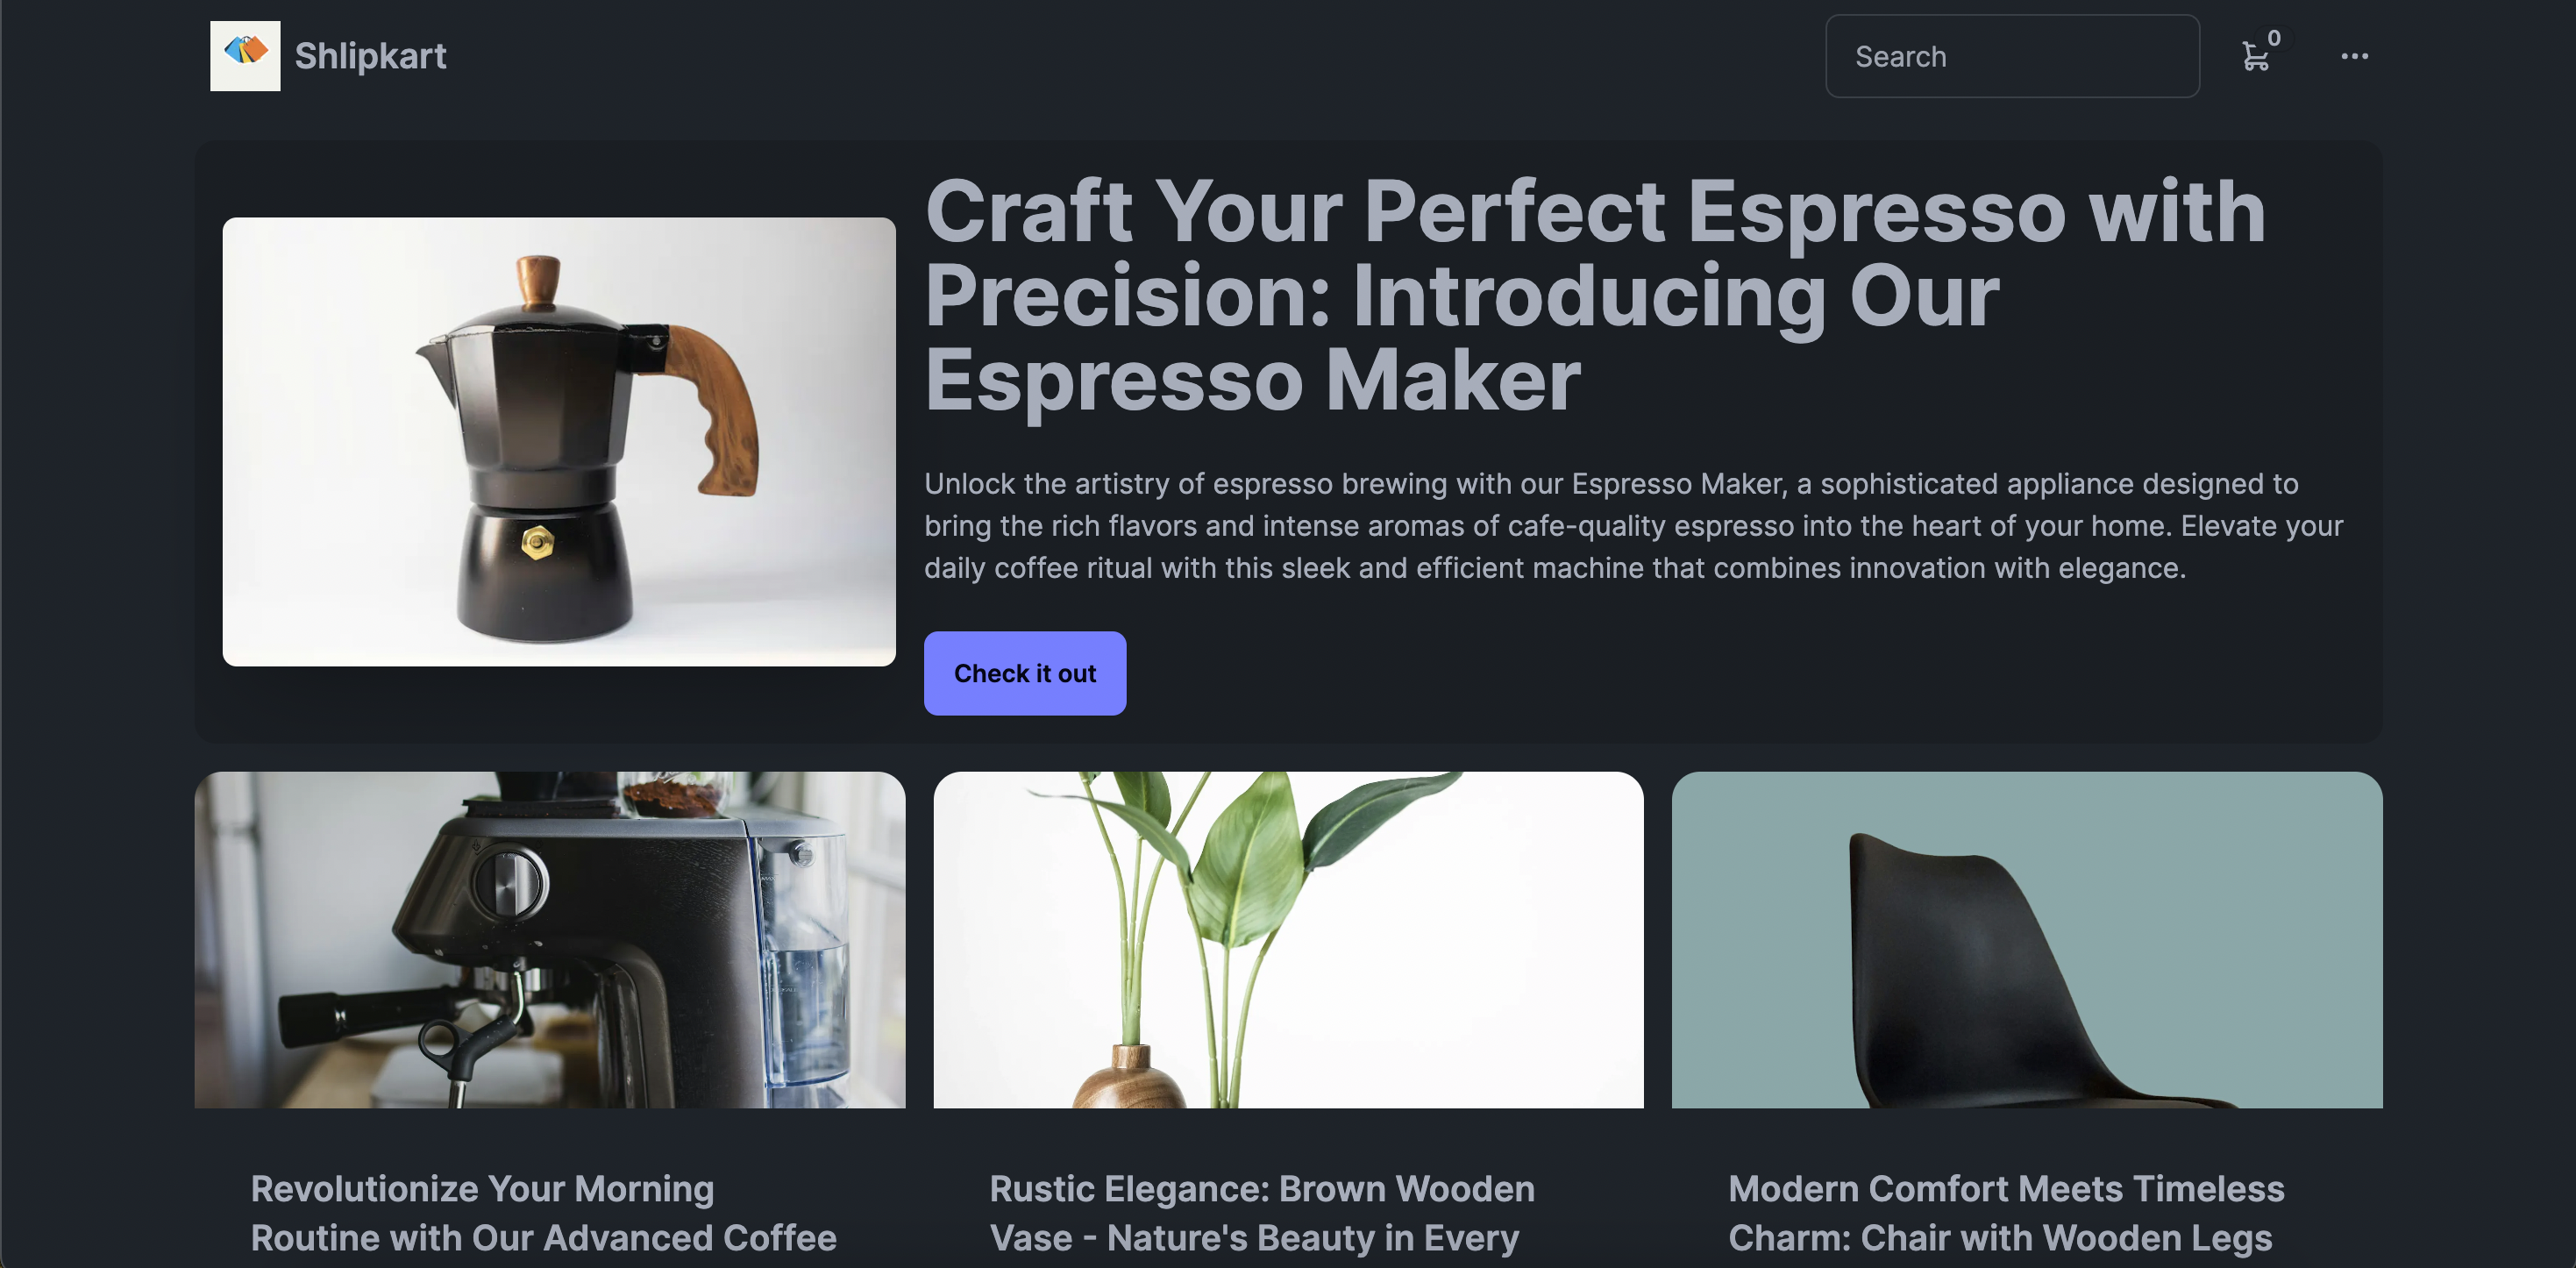 Shlipkart
Search
0
Craft Your Perfect Espresso with
Precision: Introducing Our
Espresso Maker
Unlock the artistry of espresso brewing with our Espresso Maker, a sophisticated appliance designed to
bring the rich flavors and intense aromas of cafe-quality espresso into the heart of your home. Elevate your
daily coffee ritual with this sleek and efficient machine that combines innovation with elegance.
Check it out
Revolutionize Your Morning
Routine with Our Advanced Coffee
Rustic Elegance: Brown Wooden
Vase - Nature's Beauty in Every
Modern Comfort Meets Timeless
Charm: Chair with Wooden Legs